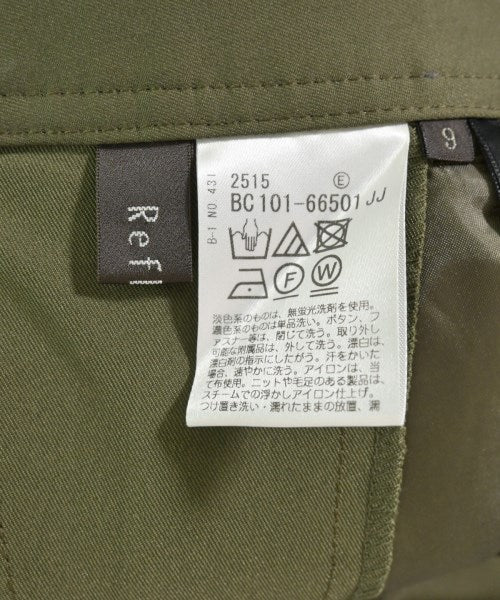 Ref
9
B-1 NO 431
2515 E
BC101-66501 JJ
F W
淡色系のものは、無蛍光洗剤を使用。
濃色系のものは単品洗い。ボタン、フ
ァスナー等は、閉じて洗う。取り外し
可能な附属品は、外して洗う。漂白は、
漂白剤の指示にしたがう。汗をかいた
場合、速やかに洗う。アイロンは、当
て布使用。ニットや毛足のある製品は、
スチームでの浮かしアイロン仕上げ。
つけ置き洗い・濡れたままの放置、濡